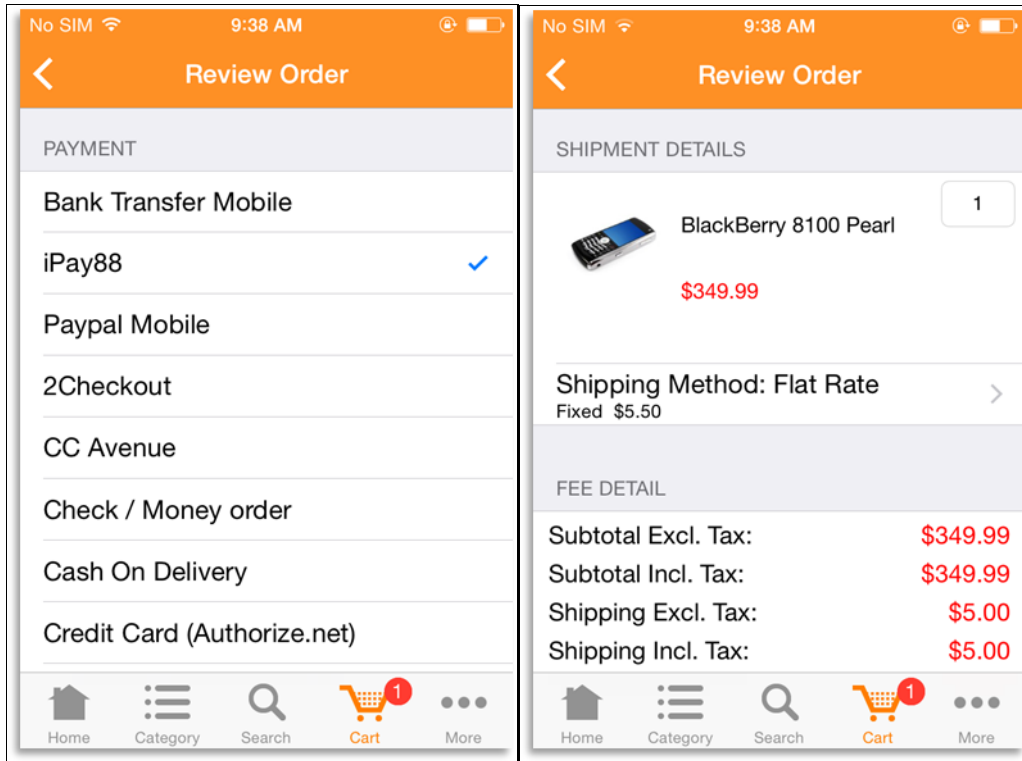 No SIM 9:38 AM
Review Order
PAYMENT
Bank Transfer Mobile
iPay88
Paypal Mobile
2Checkout
CC Avenue
Check / Money order
Cash On Delivery
Credit Card (Authorize.net)
1
Home Category Search Cart More
No SIM 9:38 AM
Review Order
SHIPMENT DETAILS
1
BlackBerry 8100 Pearl
$349.99
Shipping Method: Flat Rate
Fixed $5.50
FEE DETAIL
Subtotal Excl. Tax: $349.99
Subtotal Incl. Tax: $349.99
Shipping Excl. Tax: $5.00
Shipping Incl. Tax: $5.00
1
Home Category Search Cart More